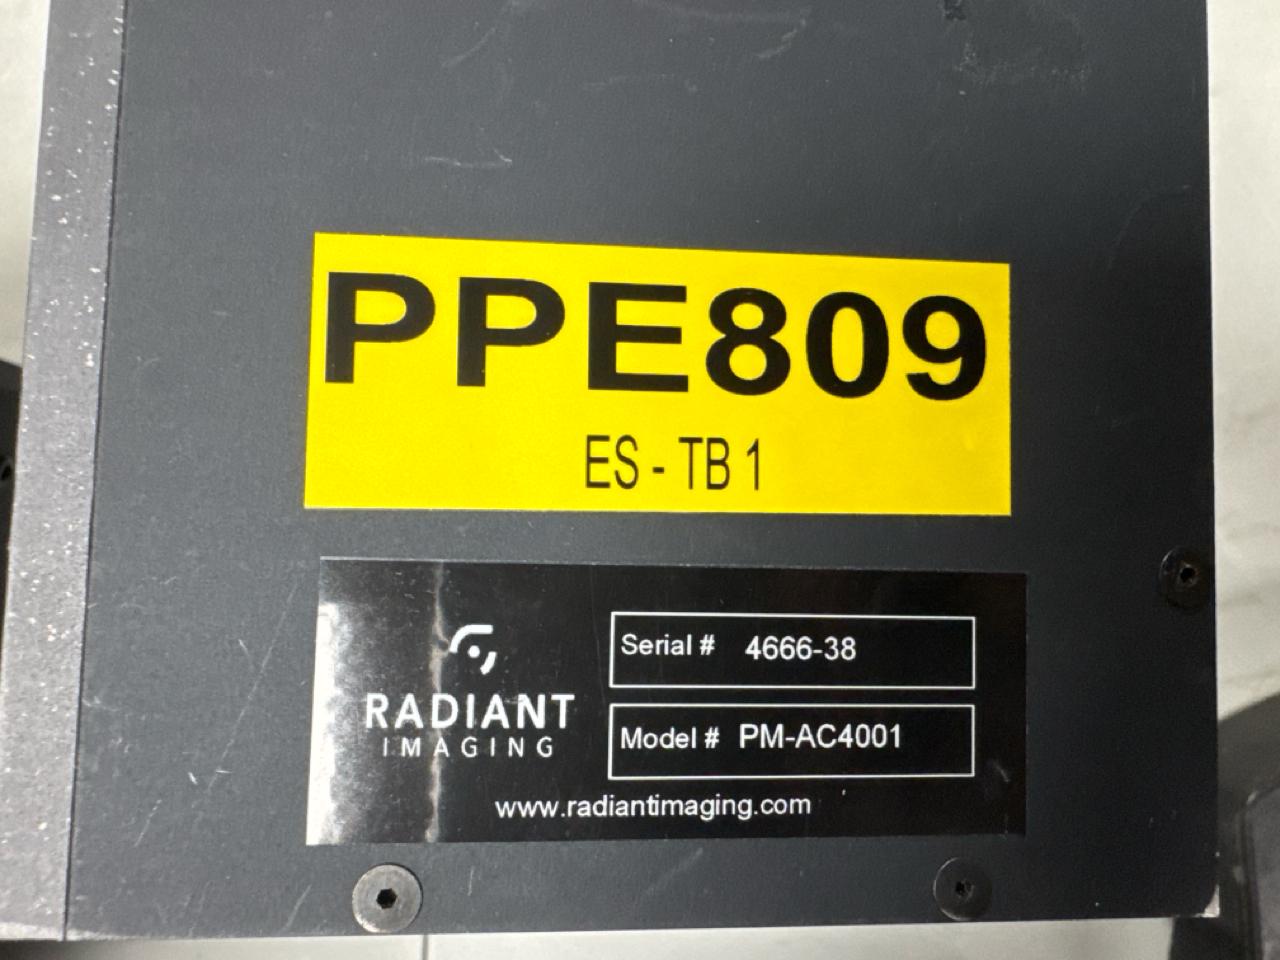 PPE809
ES - TB 1
RADIANT
IMAGING
Serial # 4666-38
Model # PM-AC4001
www.radiantimaging.com